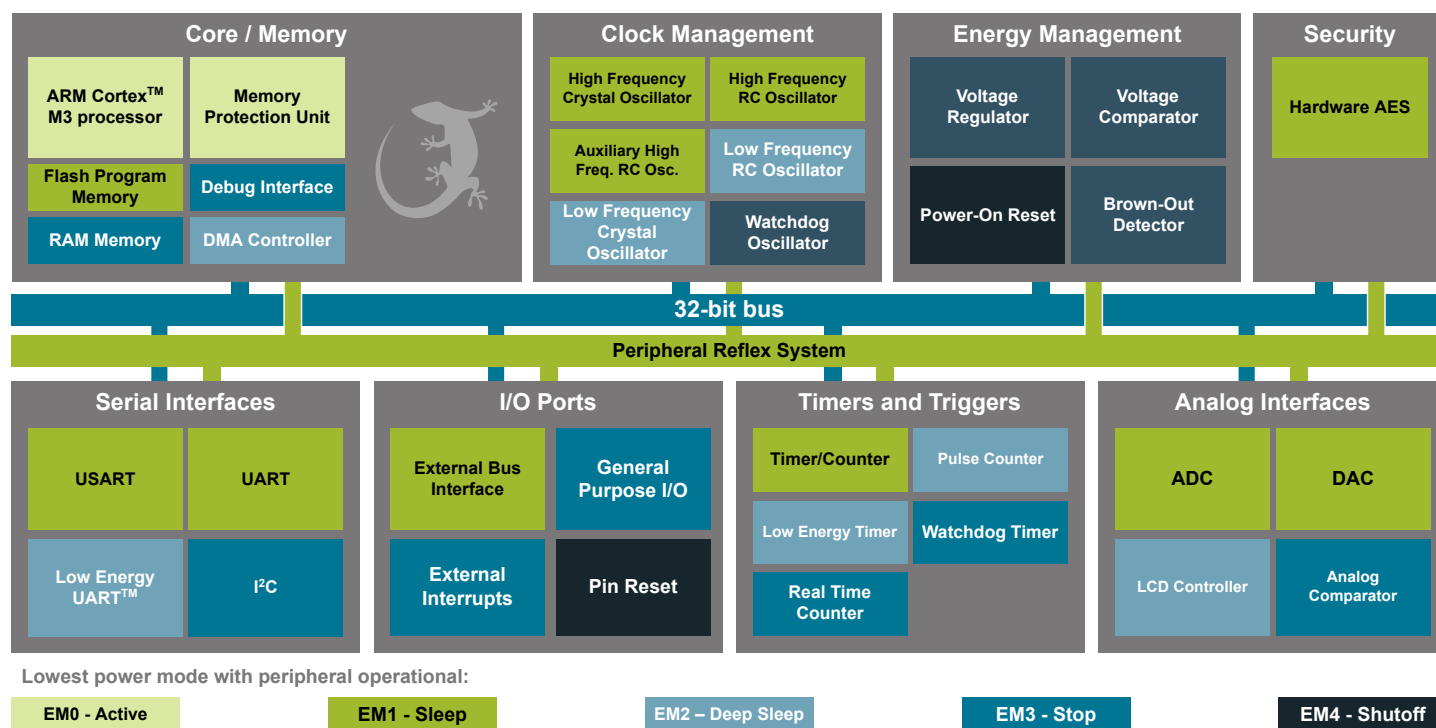 Core / Memory
ARM Cortex™
M3 processor
Memory
Protection Unit
Flash Program
Memory
Debug Interface
RAM Memory
DMA Controller
Clock Management
High Frequency
Crystal Oscillator
High Frequency
RC Oscillator
Auxiliary High
Freq. RC Osc.
Low Frequency
RC Oscillator
Low Frequency
Crystal
Oscillator
Watchdog
Oscillator
Energy Management
Voltage
Regulator
Voltage
Comparator
Power-On Reset
Brown-Out
Detector
Security
Hardware AES
32-bit bus
Peripheral Reflex System
Serial Interfaces
USART
UART
Low Energy
UART™
I²C
I/O Ports
External Bus
Interface
General
Purpose I/O
External
Interrupts
Pin Reset
Timers and Triggers
Timer/Counter
Pulse Counter
Low Energy Timer
Watchdog Timer
Real Time
Counter
Analog Interfaces
ADC
DAC
LCD Controller
Analog
Comparator
Lowest power mode with peripheral operational:
EM0 - Active
EM1 - Sleep
EM2 – Deep Sleep
EM3 - Stop
EM4 - Shutoff